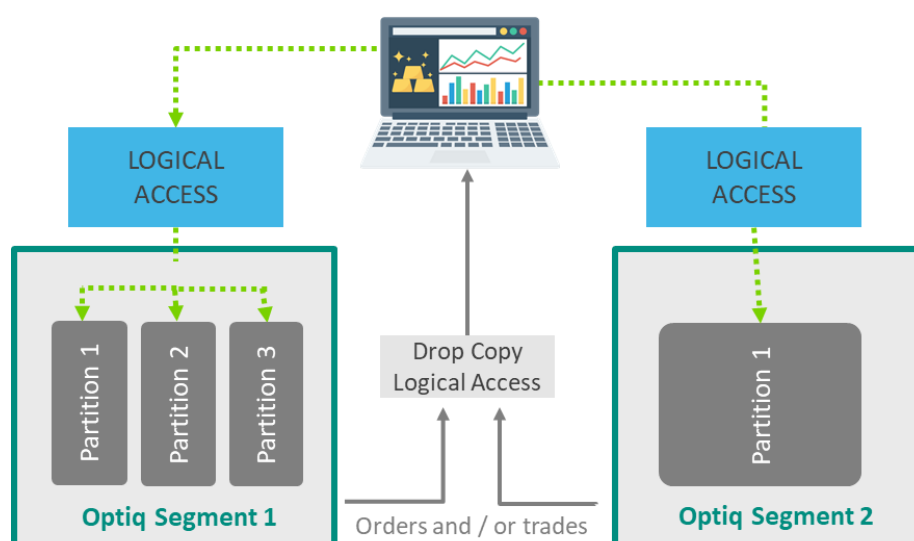 LOGICAL
ACCESS
LOGICAL
ACCESS
Drop Copy
Logical Access
Partition 1
Partition 2
Partition 3
Partition 1
Optiq Segment 1
Orders and / or trades
Optiq Segment 2